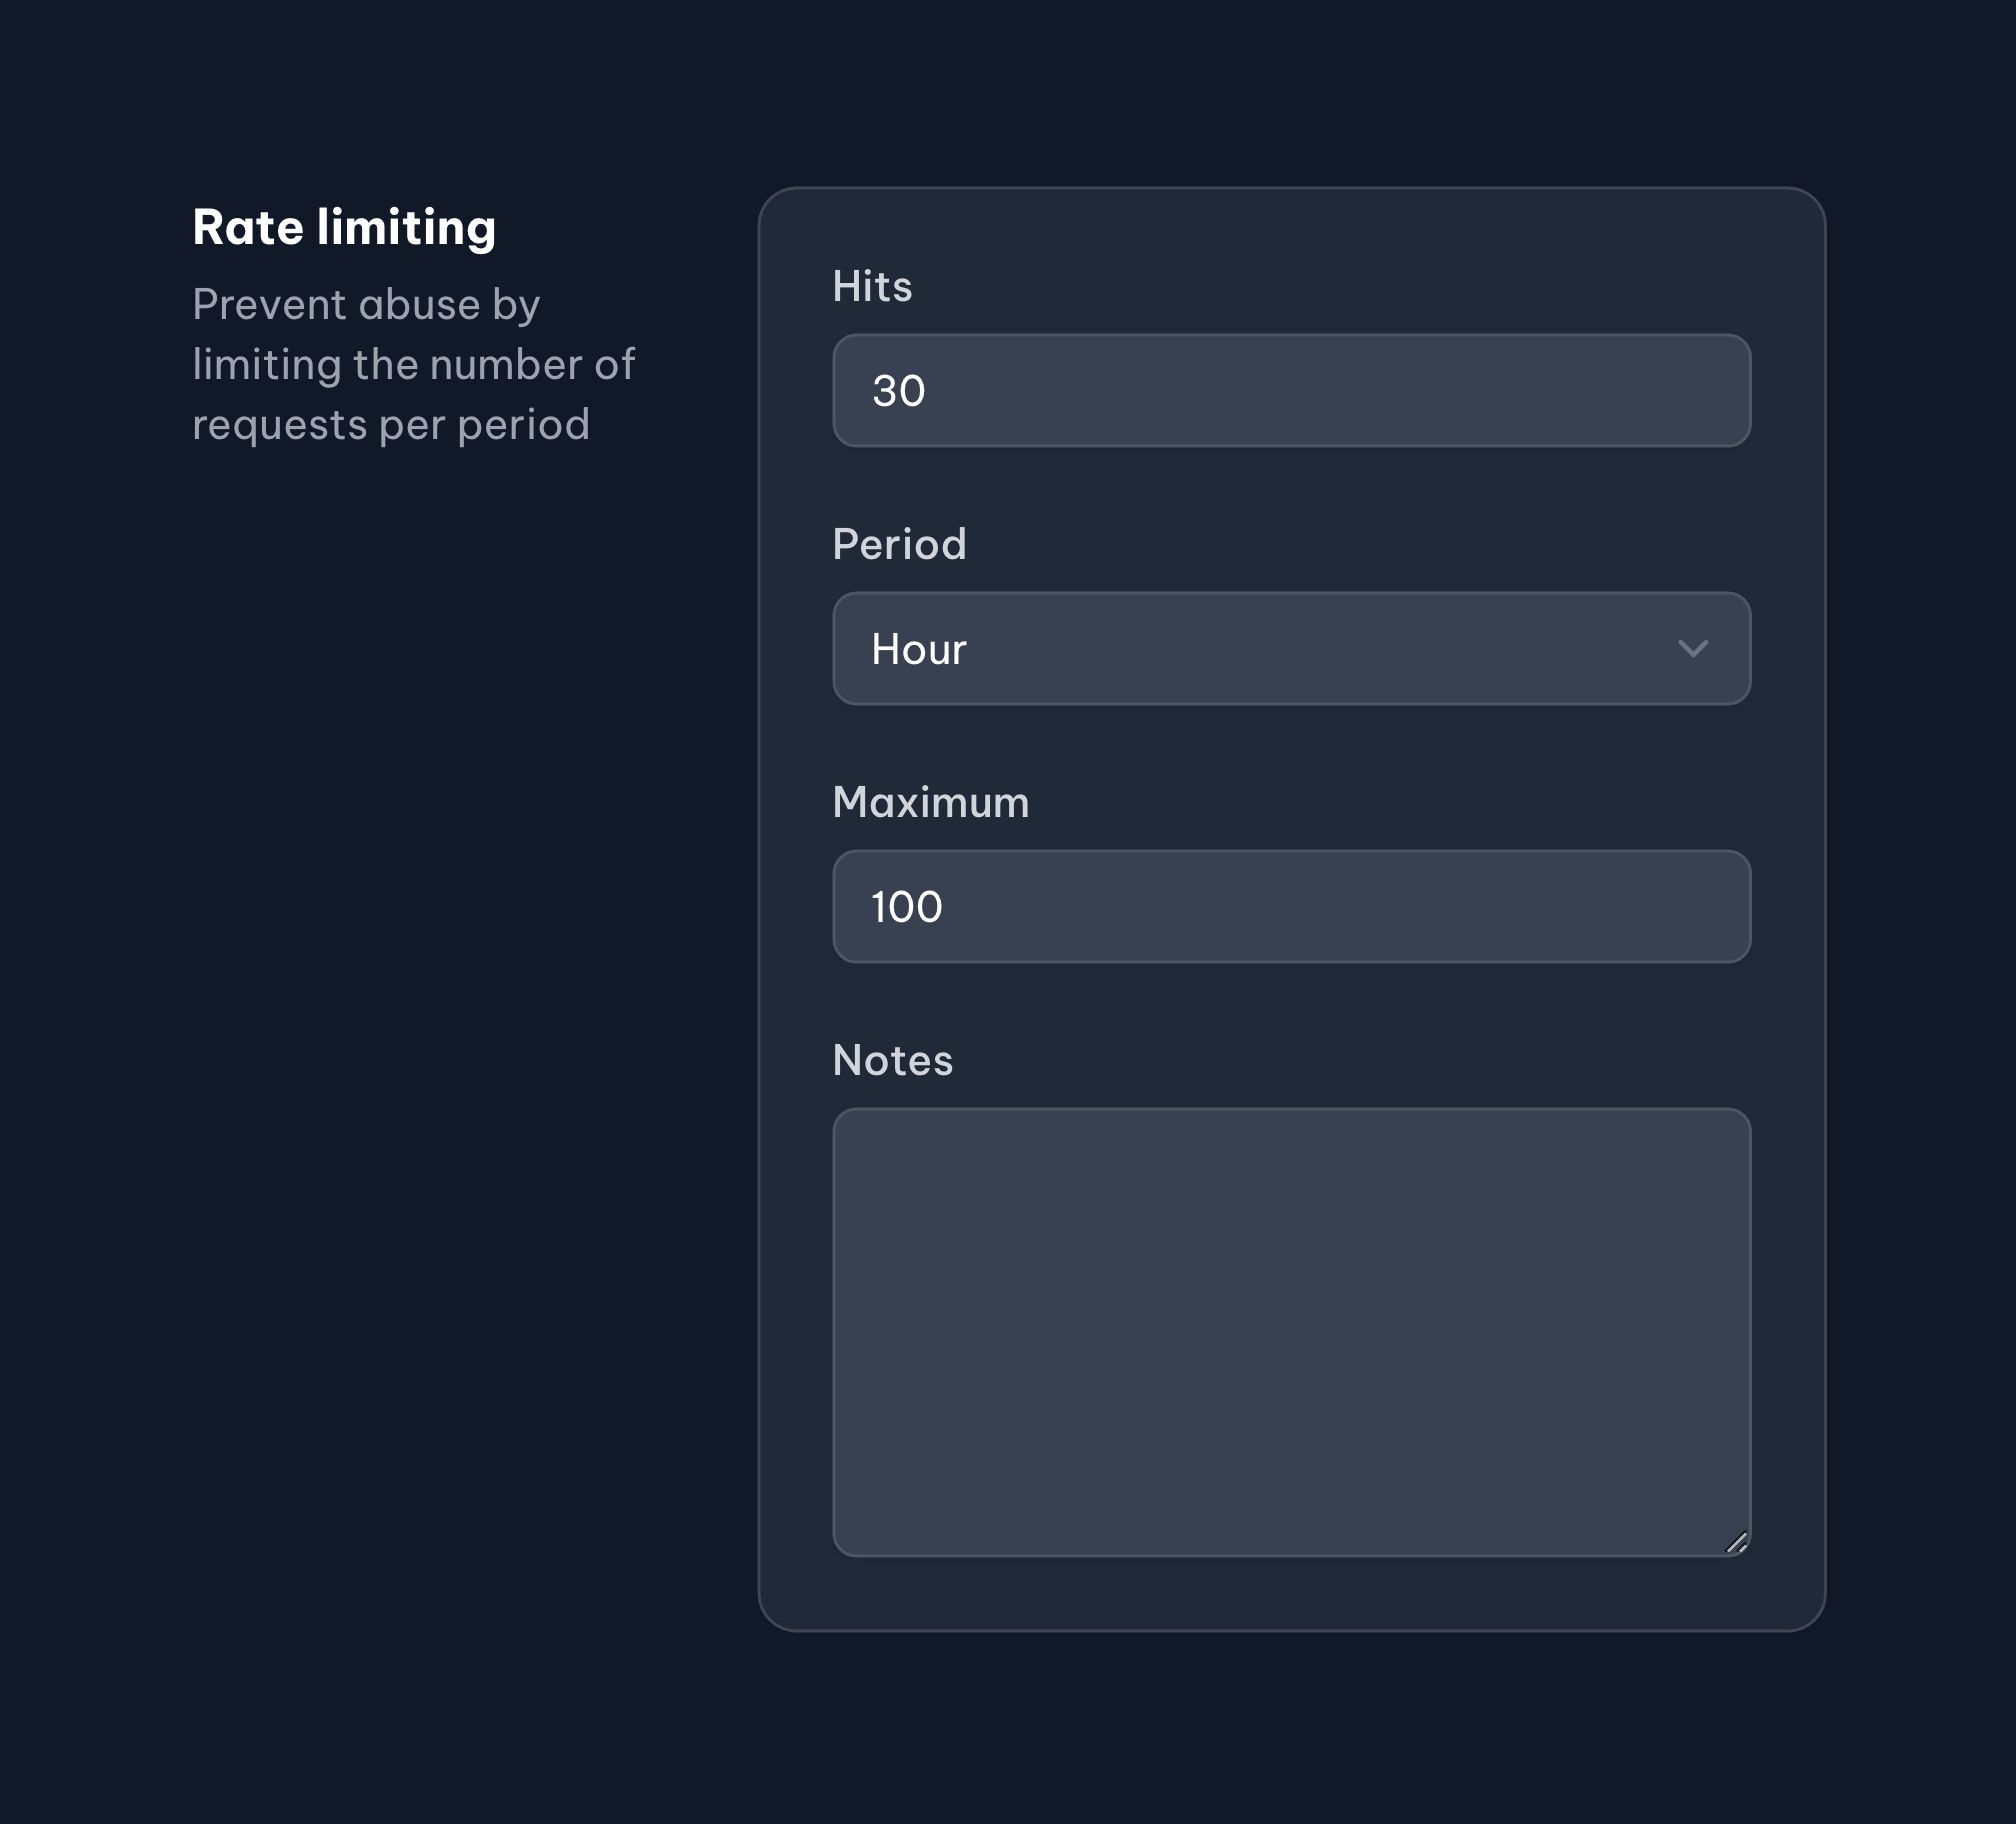 Rate limiting
Prevent abuse by
limiting the number of
requests per period
Hits
30
Period
Hour
Maximum
100
Notes